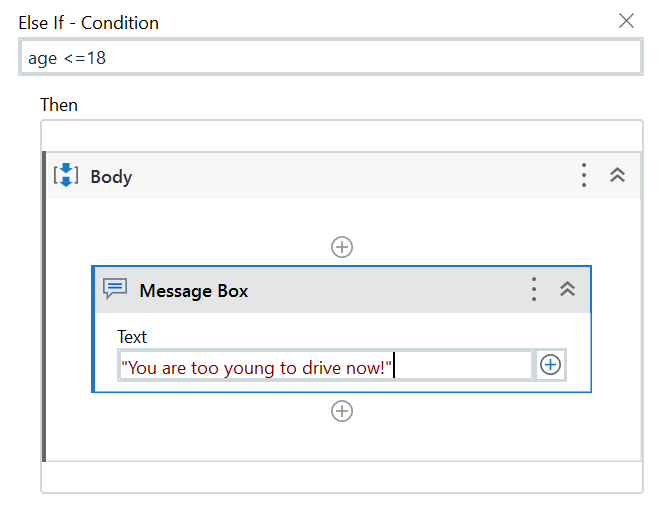 Else If - Condition
age <=18
Then
Body
Message Box
Text
"You are too young to drive now!"